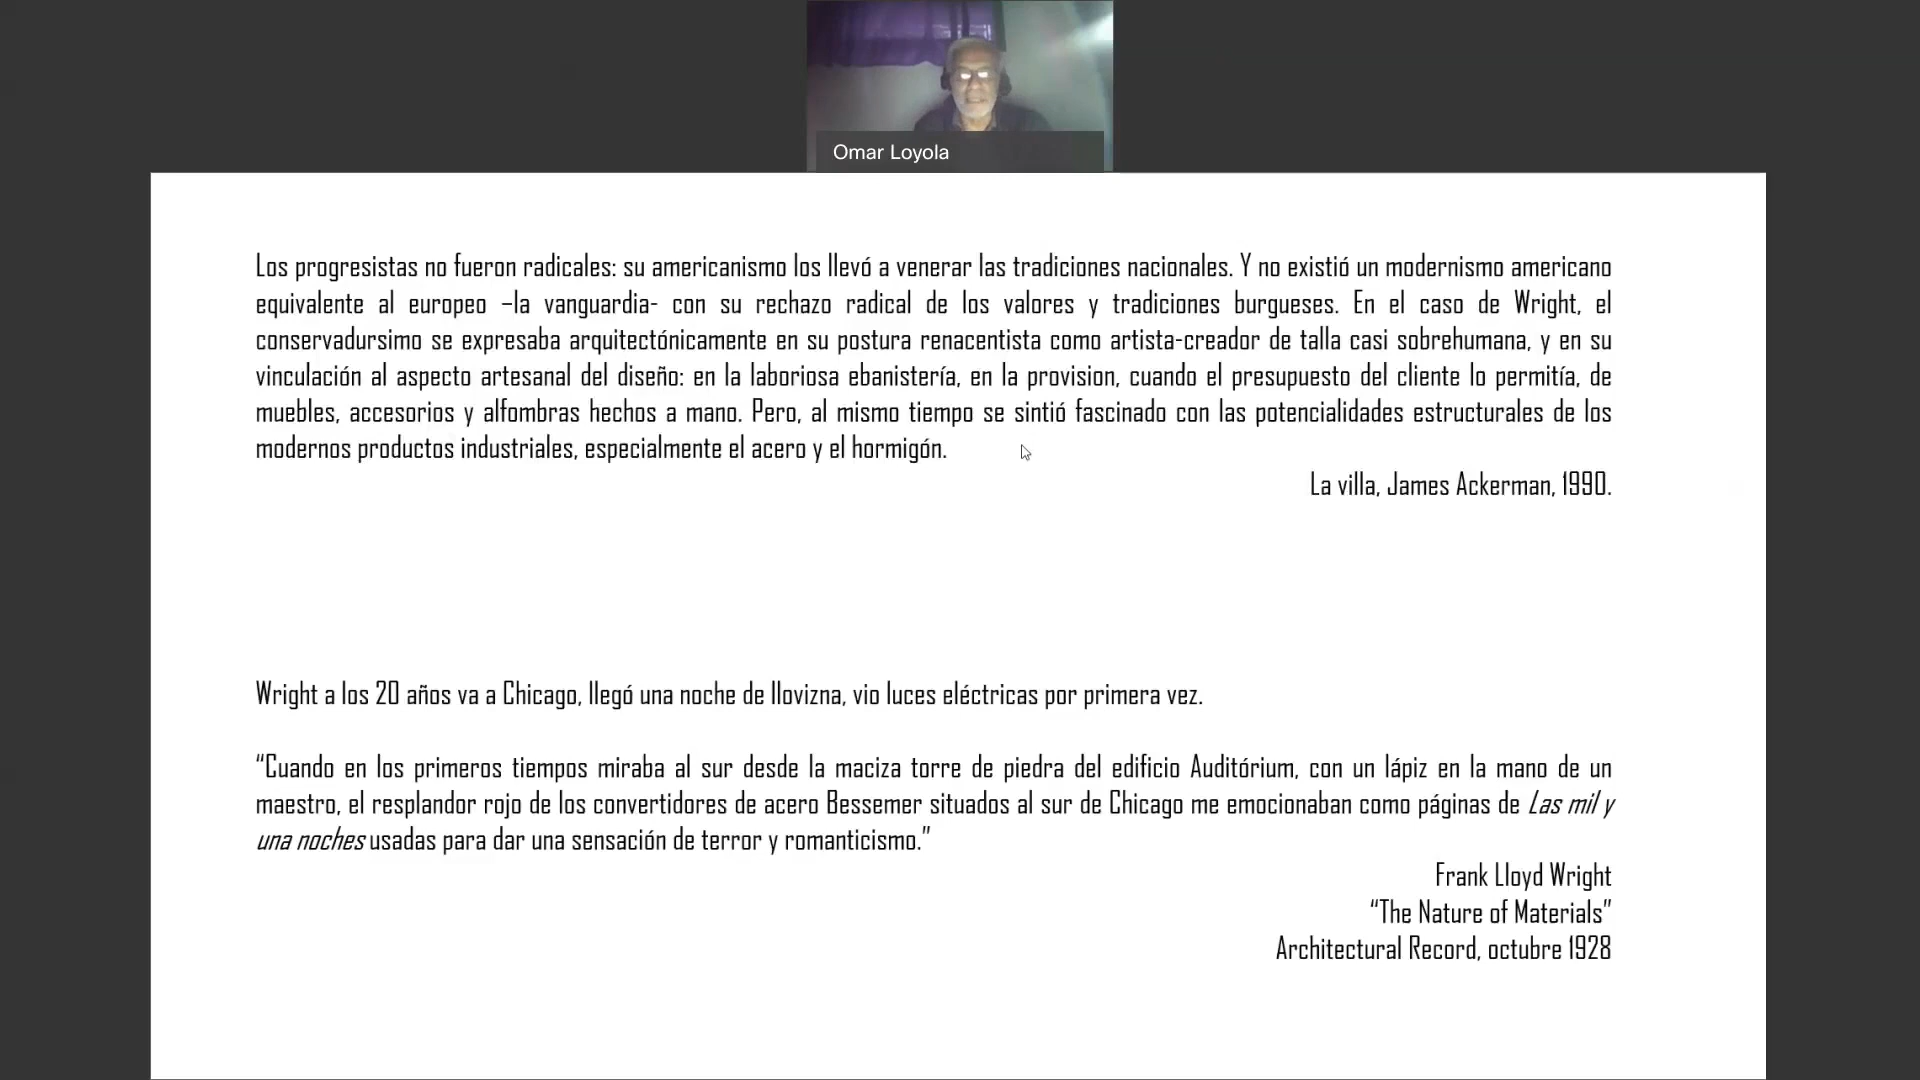 Omar Loyola
Los progresistas no fueron radicales: su americanismo los llevó a venerar las tradiciones nacionales. Y no existió un modernismo americano
equivalente al europeo –la vanguardia- con su rechazo radical de los valores y tradiciones burgueses. En el caso de Wright, el
conservadursimo se expresaba arquitectónicamente en su postura renacentista como artista-creador de talla casi sobrehumana, y en su
vinculación al aspecto artesanal del diseño: en la laboriosa ebanistería, en la provision, cuando el presupuesto del cliente lo permitía, de
muebles, accesorios y alfombras hechos a mano. Pero, al mismo tiempo se sintió fascinado con las potencialidades estructurales de los
modernos productos industriales, especialmente el acero y el hormigón.
La villa, James Ackerman, 1990.
Wright a los 20 años va a Chicago, llegó una noche de llovizna, vio luces eléctricas por primera vez.
“Cuando en los primeros tiempos miraba al sur desde la maciza torre de piedra del edificio Auditórium, con un lápiz en la mano de un
maestro, el resplandor rojo de los convertidores de acero Bessemer situados al sur de Chicago me emocionaban como páginas de Las mil y
una noches usadas para dar una sensación de terror y romanticismo.”
Frank Lloyd Wright
“The Nature of Materials”
Architectural Record, octubre 1928